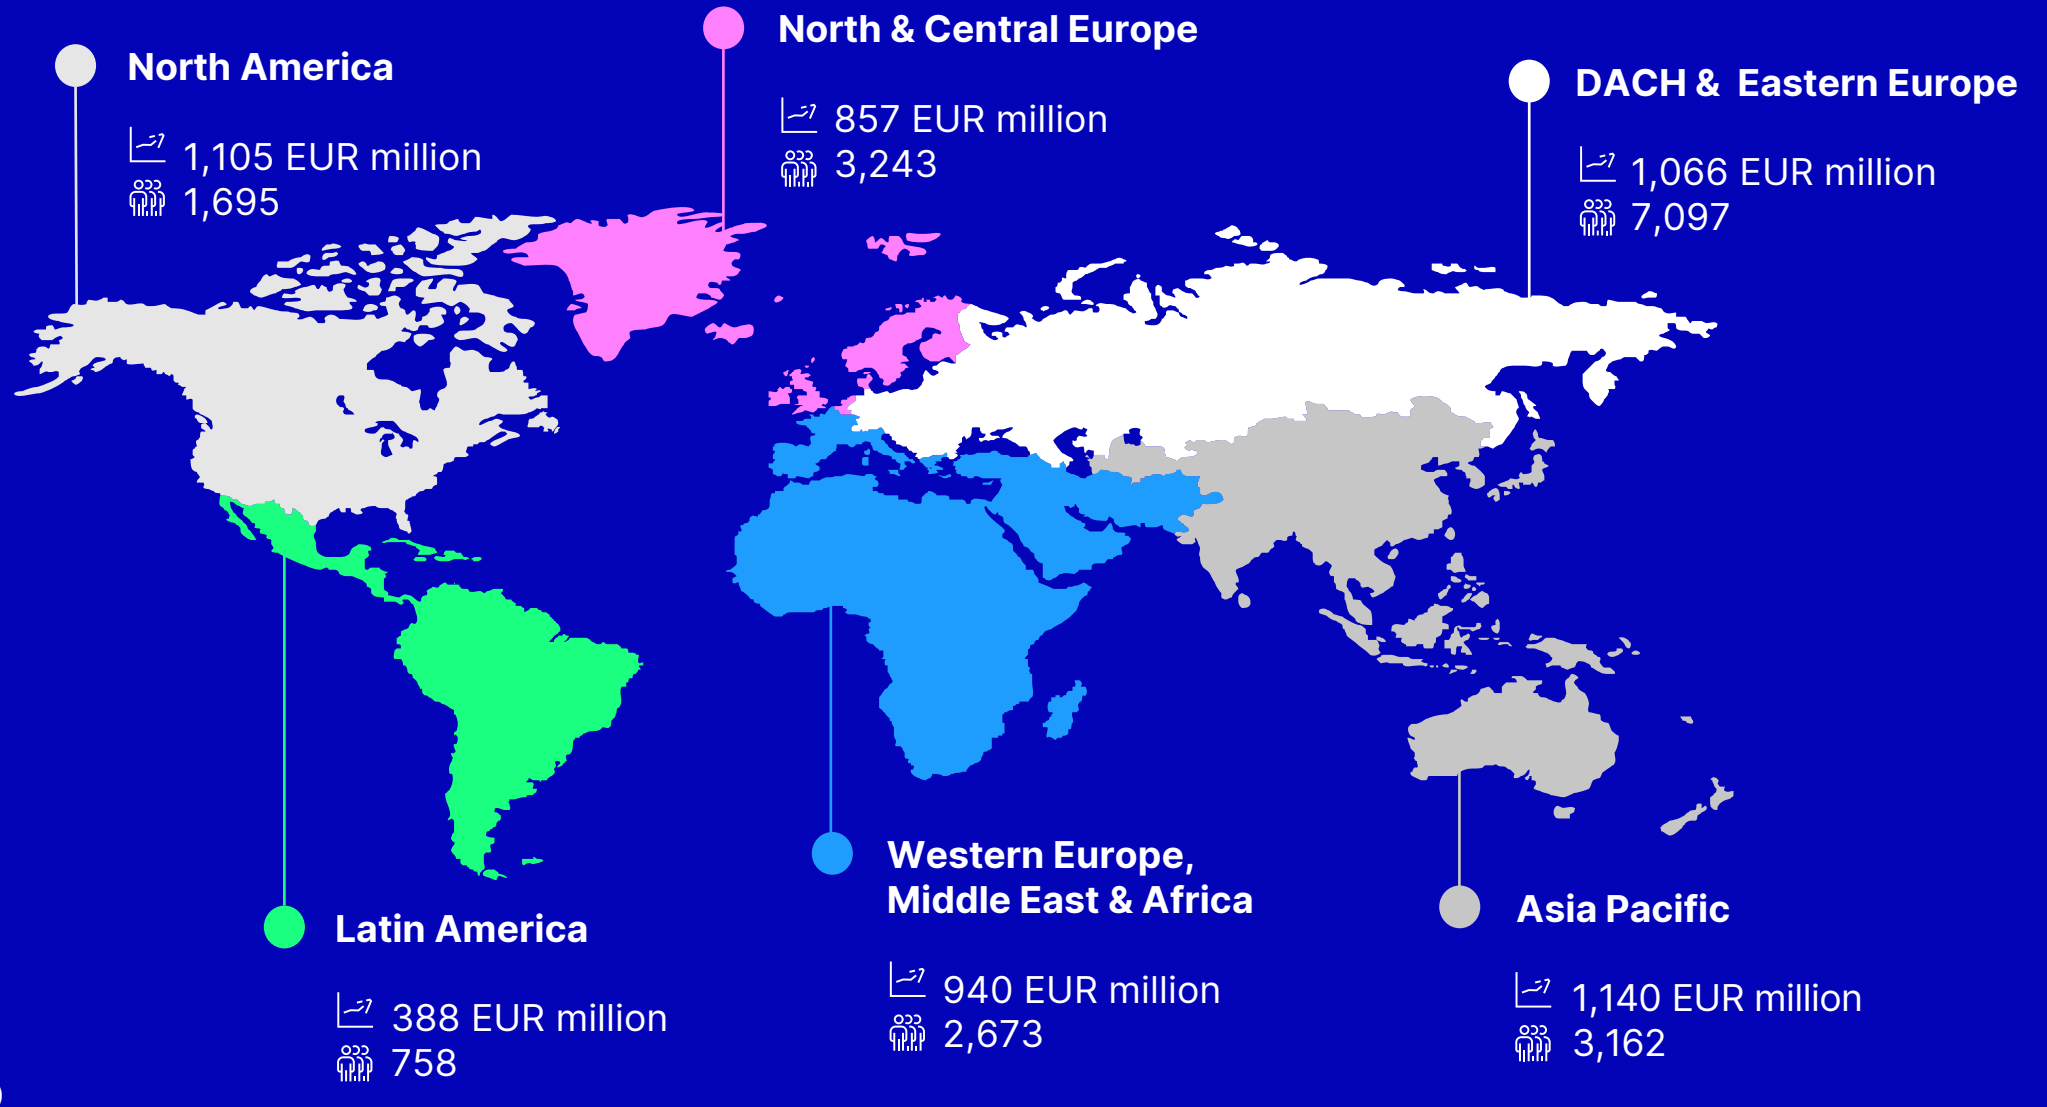 North America
1,105 EUR million
1,695
North & Central Europe
857 EUR million
3,243
DACH & Eastern Europe
1,066 EUR million
7,097
Latin America
388 EUR million
758
Western Europe,
Middle East & Africa
940 EUR million
2,673
Asia Pacific
1,140 EUR million
3,162